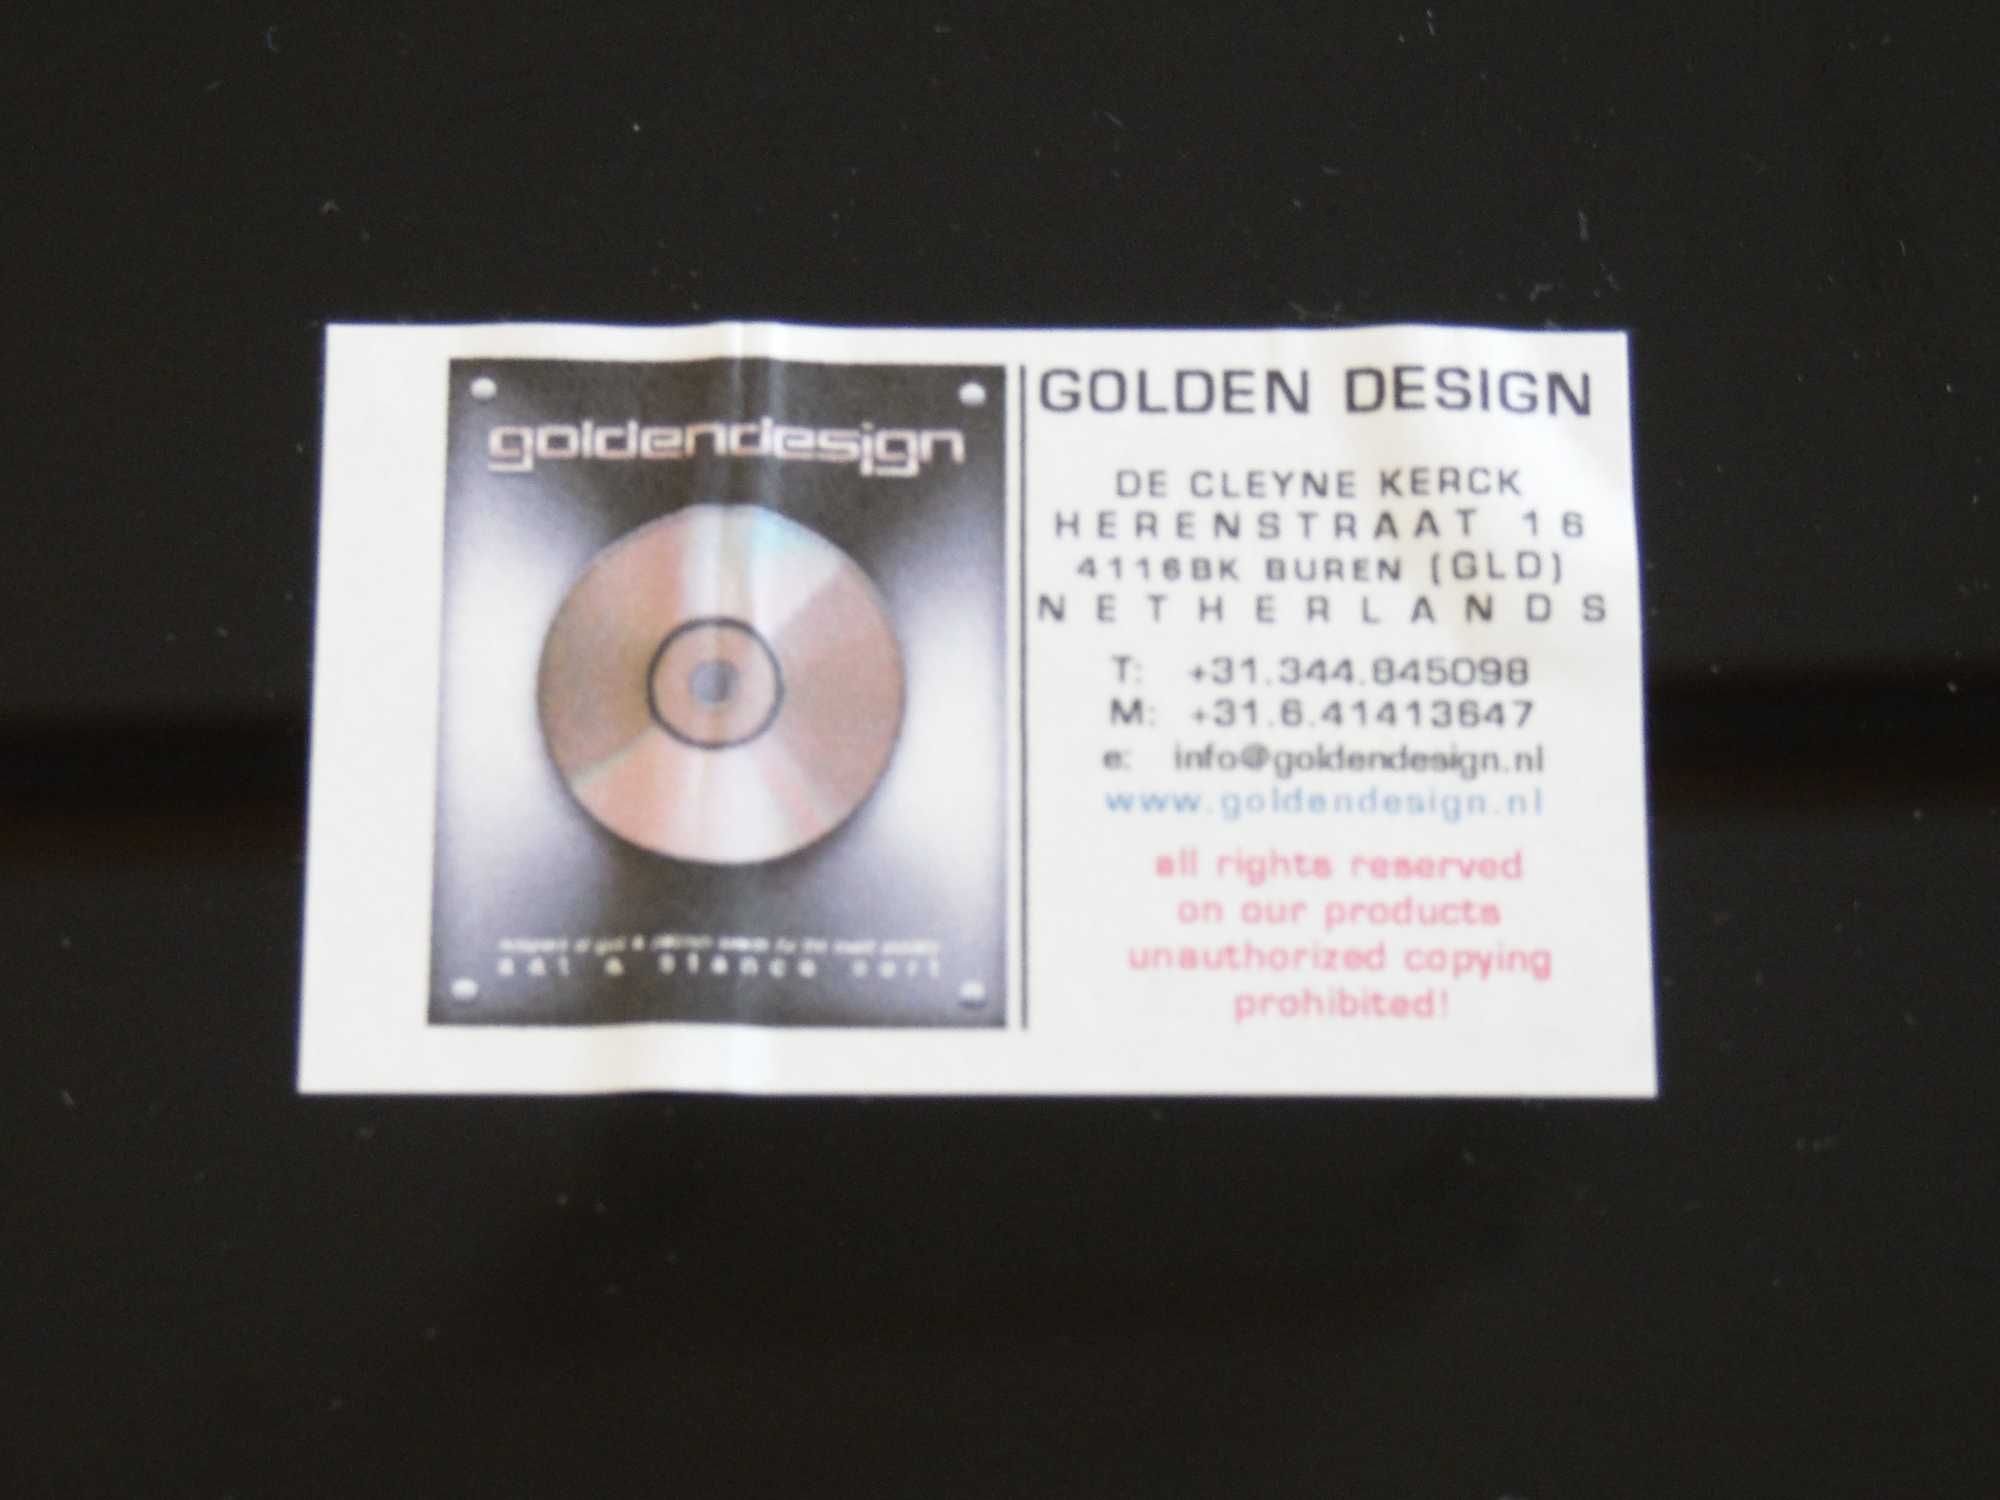 goldendesign
GOLDEN DESIGN
DE CLEYNE KERCK
HERENSTRAAT 16
4116BK BUREN (GLD)
NETHERLANDS
T: +31.344.845098
M: +31.6.41413647
e: info@goldendesign.nl
www.goldendesign.nl
all rights reserved
on our products
unauthorized copying
prohibited!